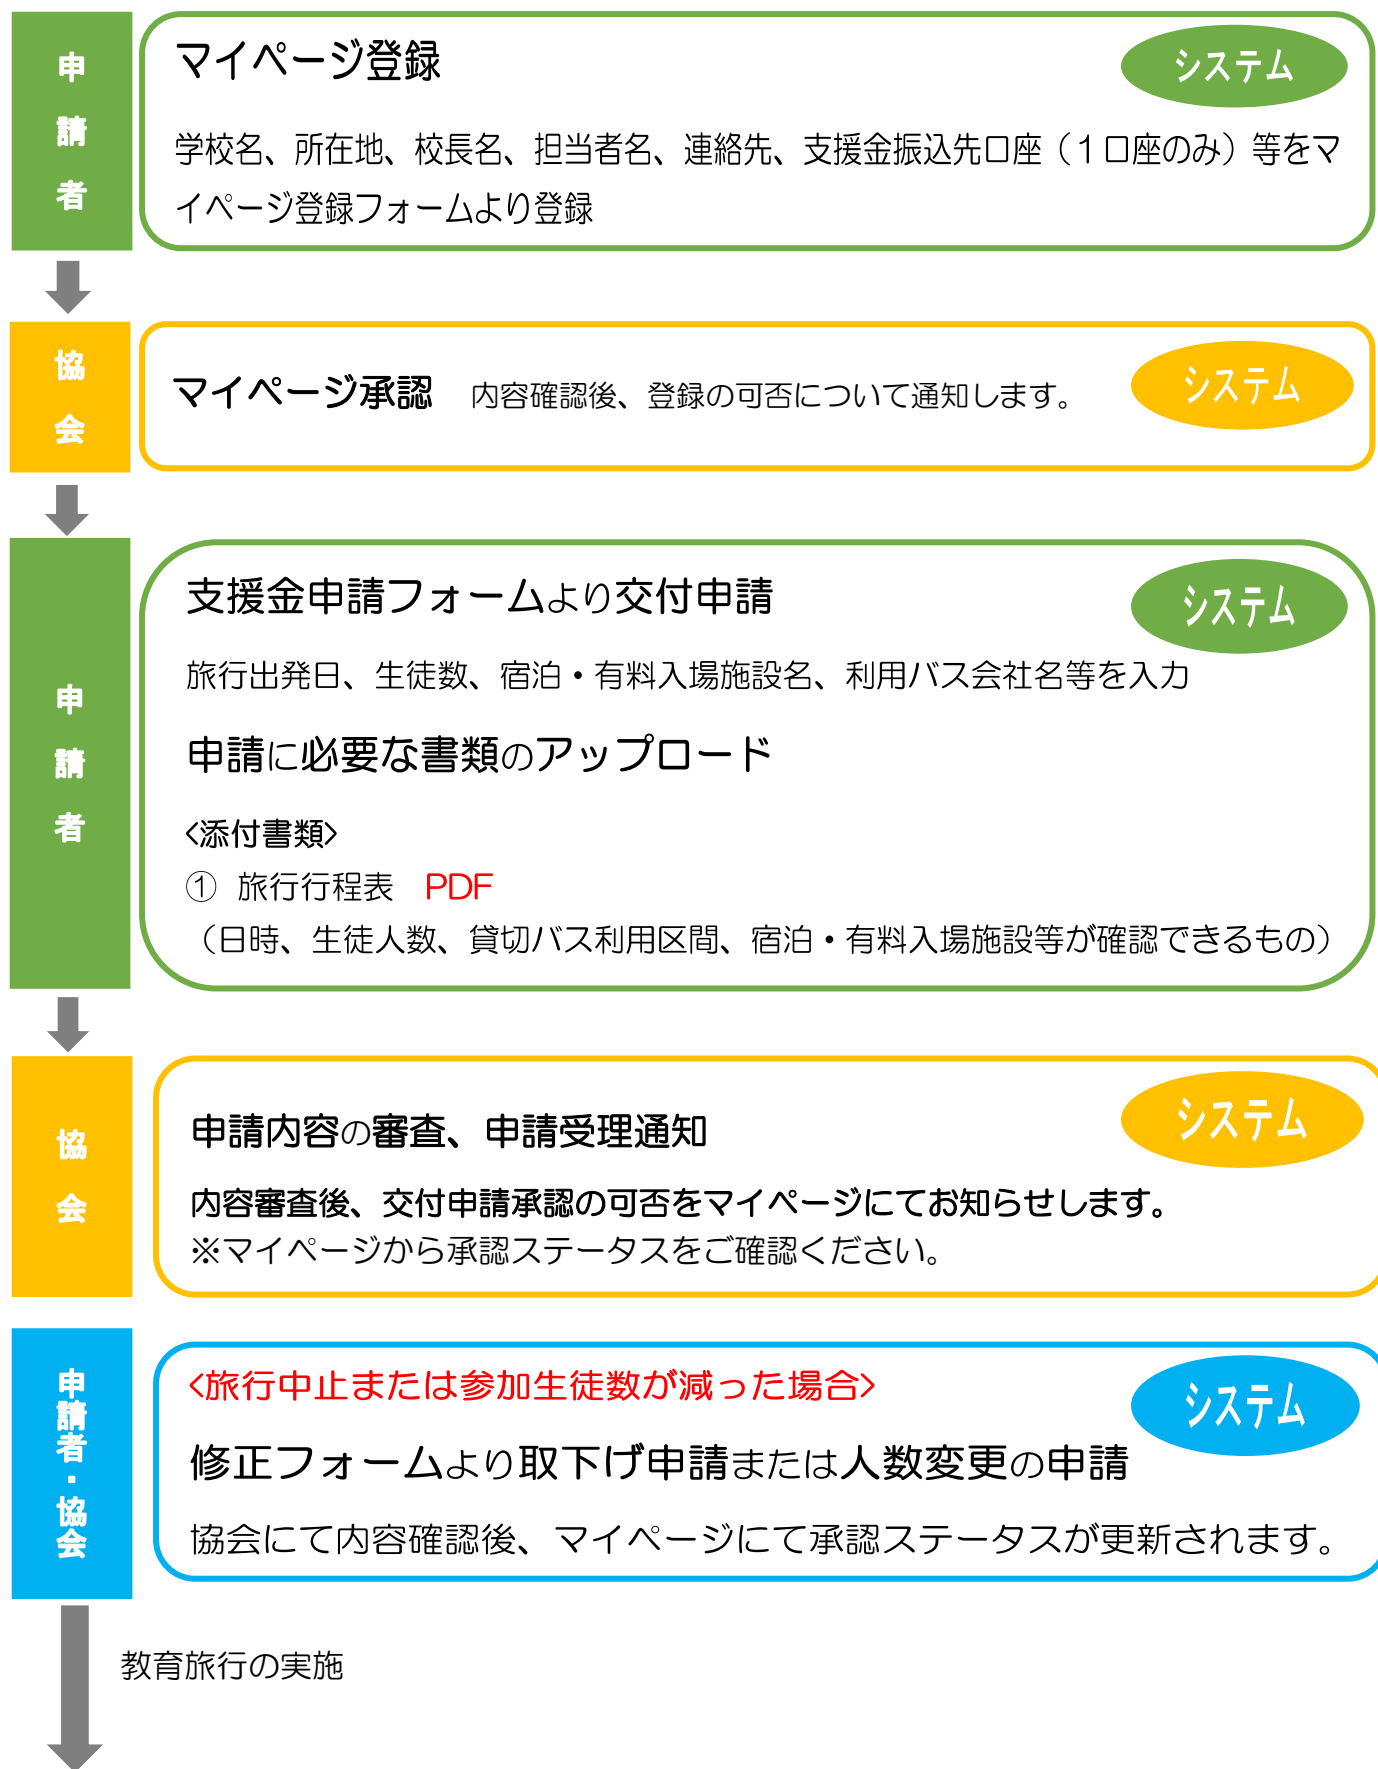 申請者
マイページ登録
システム
学校名、所在地、校長名、担当者名、連絡先、支援金振込先口座（１口座のみ）等をマ
イページ登録フォームより登録
協会
マイページ承認　内容確認後、登録の可否について通知します。
システム
申請者
支援金申請フォームより交付申請
システム
旅行出発日、生徒数、宿泊・有料入場施設名、利用バス会社名等を入力
申請に必要な書類のアップロード
<添付書類>
① 旅行行程表　PDF
（日時、生徒人数、貸切バス利用区間、宿泊・有料入場施設等が確認できるもの）
協会
申請内容の審査、申請受理通知
システム
内容審査後、交付申請承認の可否をマイページにてお知らせします。
※マイページから承認ステータスをご確認ください。
申請者・協会
<旅行中止または参加生徒数が減った場合>
システム
修正フォームより取下げ申請または人数変更の申請
協会にて内容確認後、マイページにて承認ステータスが更新されます。
教育旅行の実施